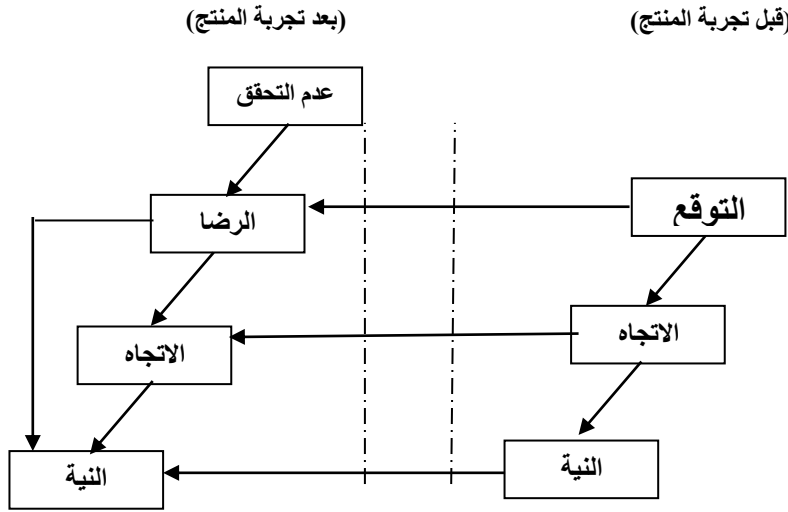 (قبل تجربة المنتج)
(بعد تجربة المنتج)
عدم التحقق
التوقع
الرضا
الاتجاه
الاتجاه
النية
النية